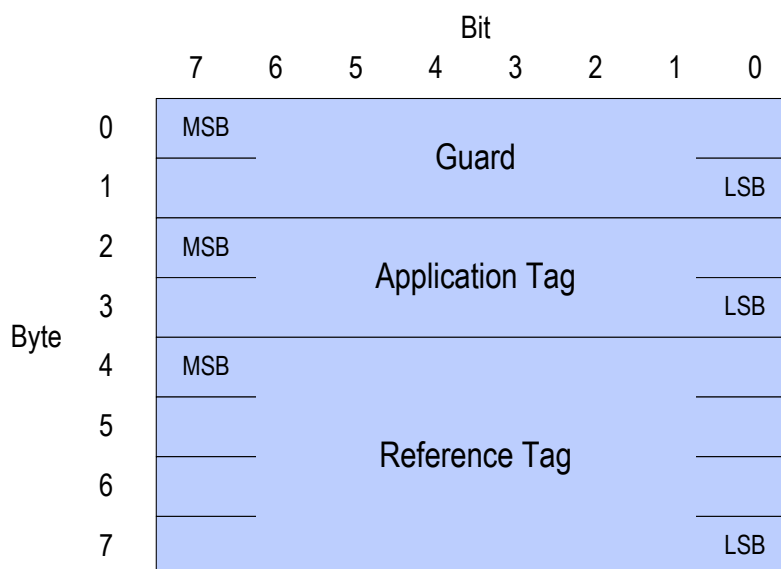 Bit
7 6 5 4 3 2 1 0
0 MSB
Guard
1 LSB
2 MSB
Application Tag
3 LSB
Byte
4 MSB
5
Reference Tag
6
7 LSB